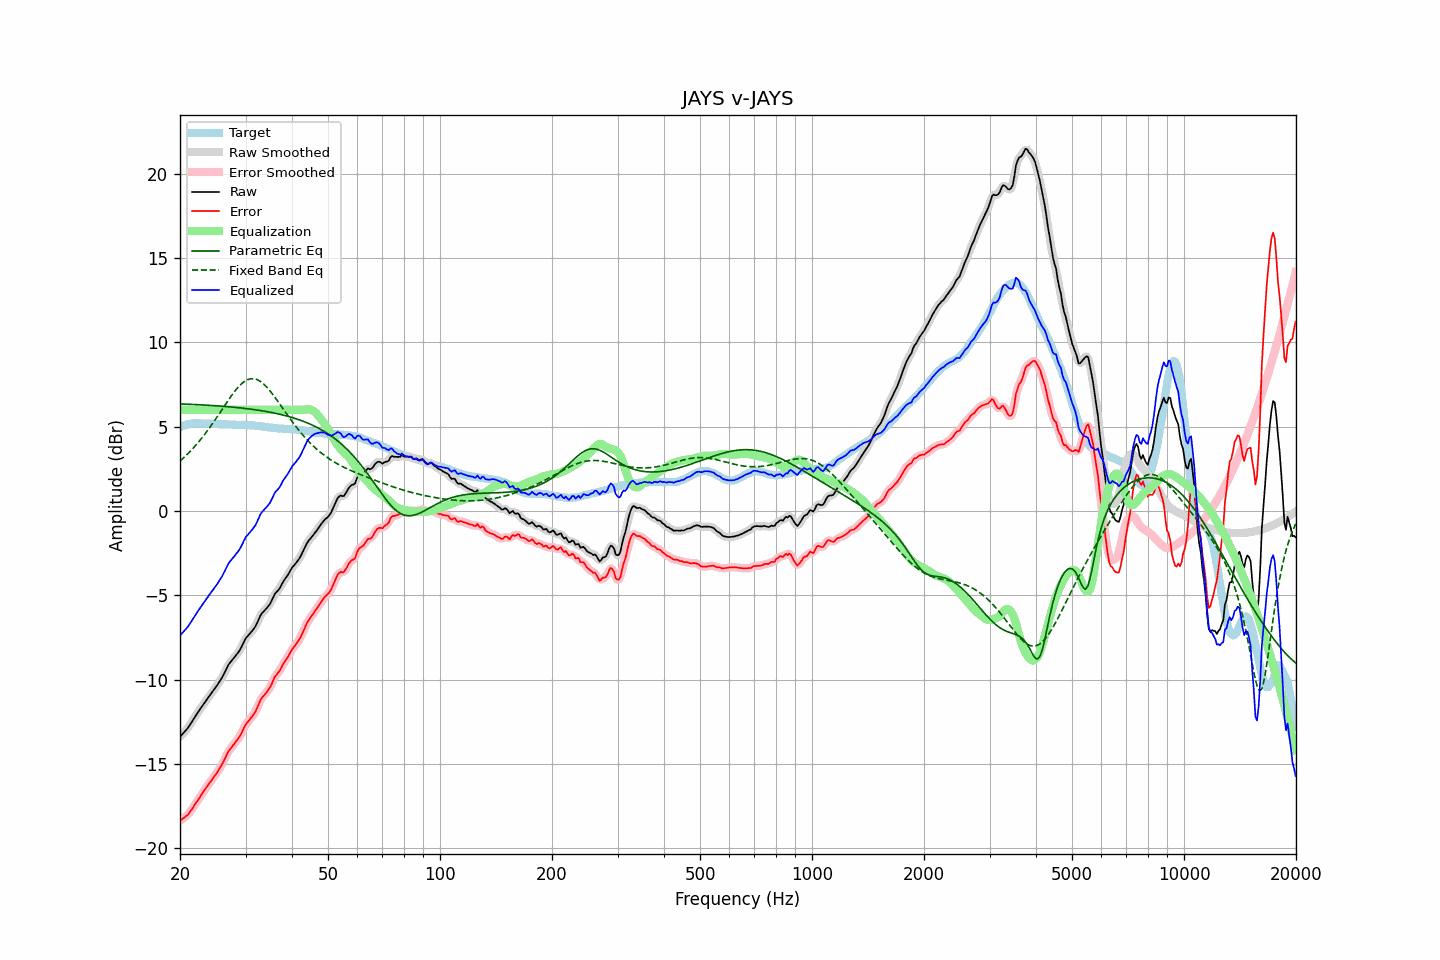 JAYS v-JAYS
Target
Raw Smoothed
Error Smoothed
Raw
Error
Equalization
Parametric Eq
Fixed Band Eq
Equalized
Amplitude (dBr)
20
15
10
5
0
−5
−10
−15
−20
20 50 100 200 500 1000 2000 5000 10000 20000
Frequency (Hz)